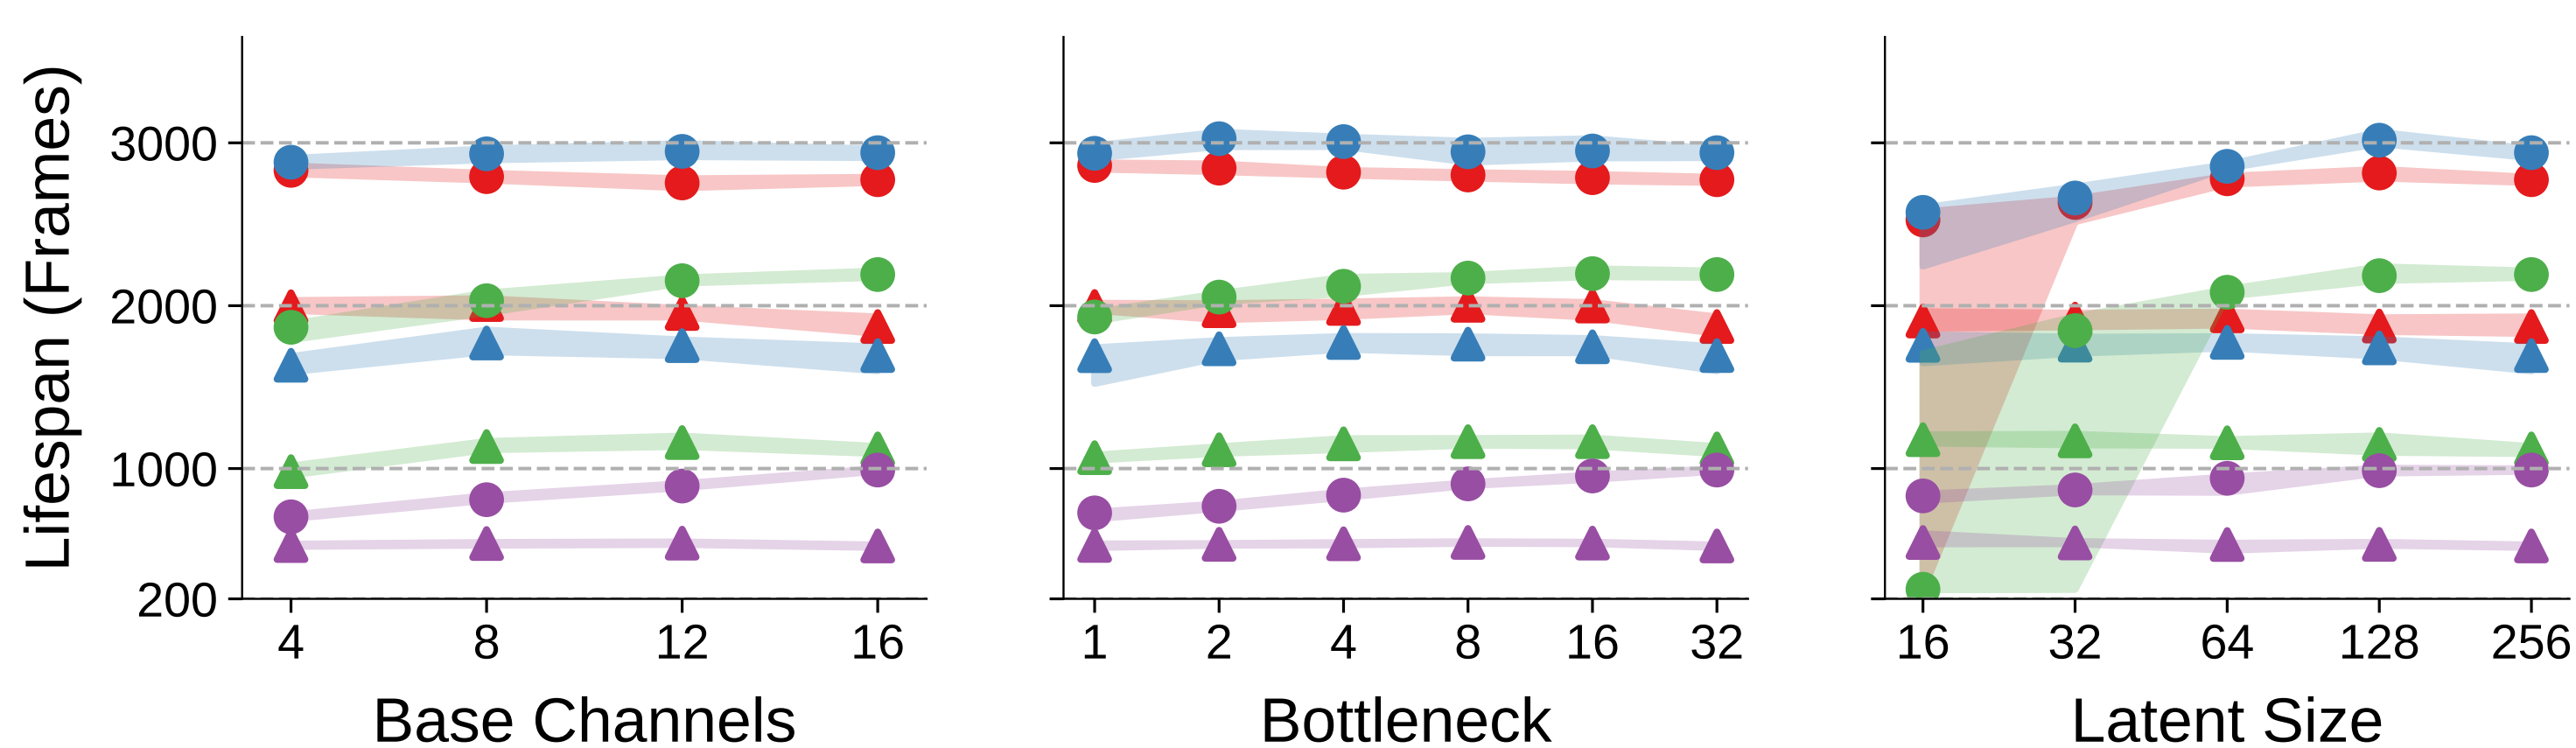 Lifespan (Frames)
3000
2000
1000
200
4 8 12 16
Base Channels
1 2 4 8 16 32
Bottleneck
16 32 64 128 256
Latent Size